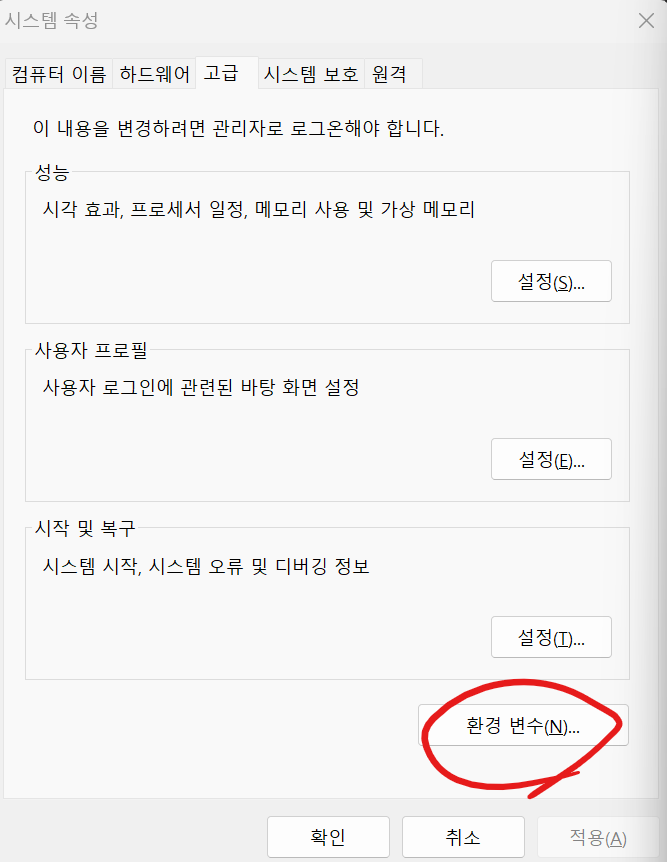 시스템 속성
컴퓨터 이름 하드웨어 고급 시스템 보호 원격
이 내용을 변경하려면 관리자로 로그온해야 합니다.
성능
시각 효과, 프로세서 일정, 메모리 사용 및 가상 메모리
설정(S)...
사용자 프로필
사용자 로그인에 관련된 바탕 화면 설정
설정(E)...
시작 및 복구
시스템 시작, 시스템 오류 및 디버깅 정보
설정(T)...
환경 변수(N)...
확인 취소 적용(A)